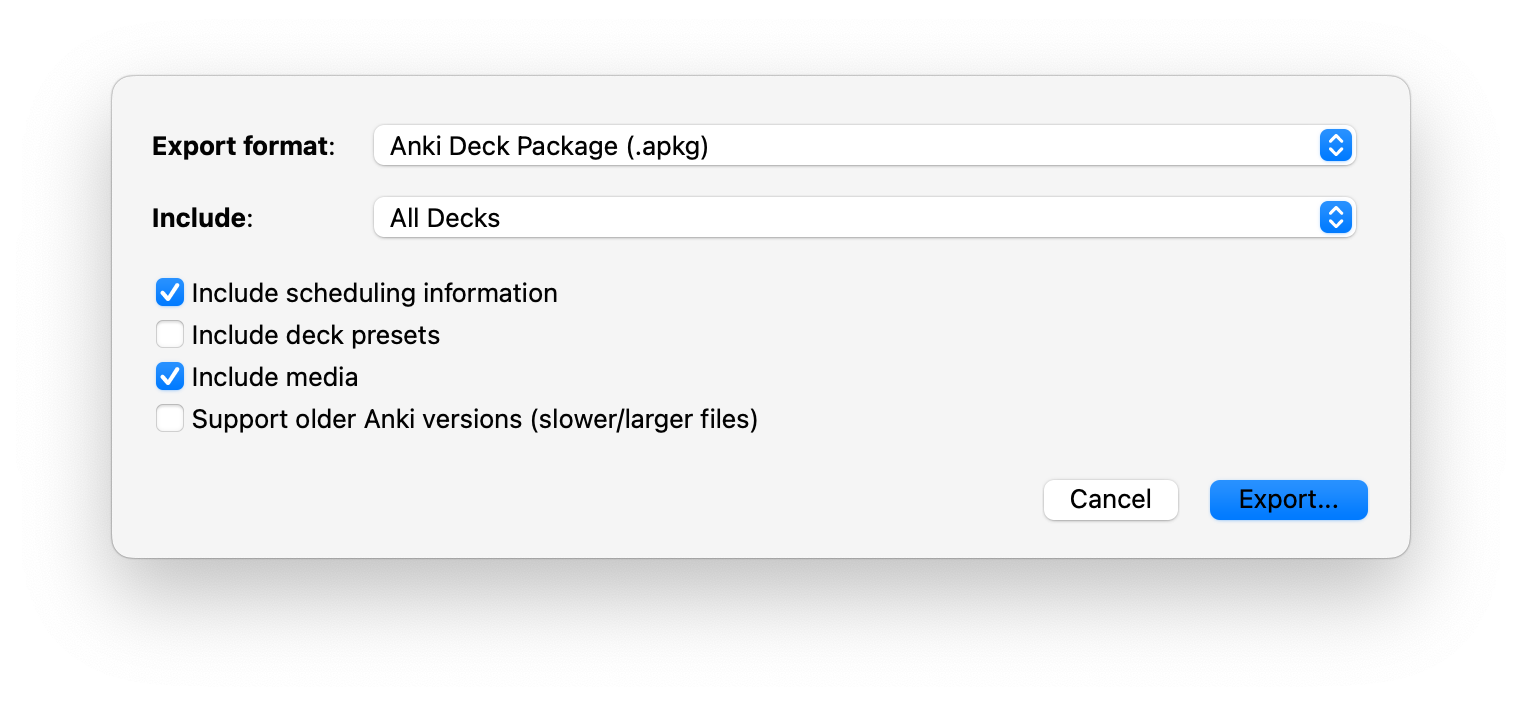 Export format: Anki Deck Package (.apkg)
Include: All Decks
Include scheduling information
Include deck presets
Include media
Support older Anki versions (slower/larger files)
Cancel Export...